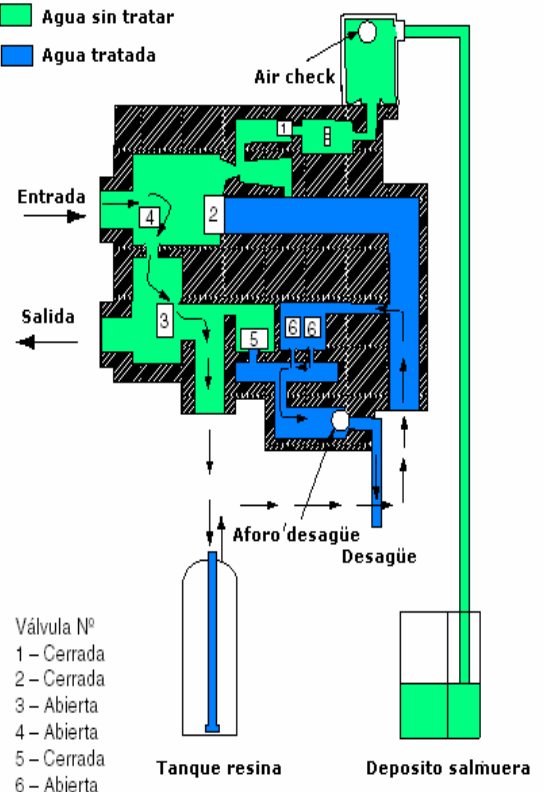 Agua sin tratar
Agua tratada
Air check
1
Entrada
4
2
Salida
3
5
6 6
Aforo desagüe
Desagüe
Válvula Nº
1 – Cerrada
2 – Cerrada
3 – Abierta
4 – Abierta
5 – Cerrada
6 – Abierta
Tanque resina
Deposito salmuera